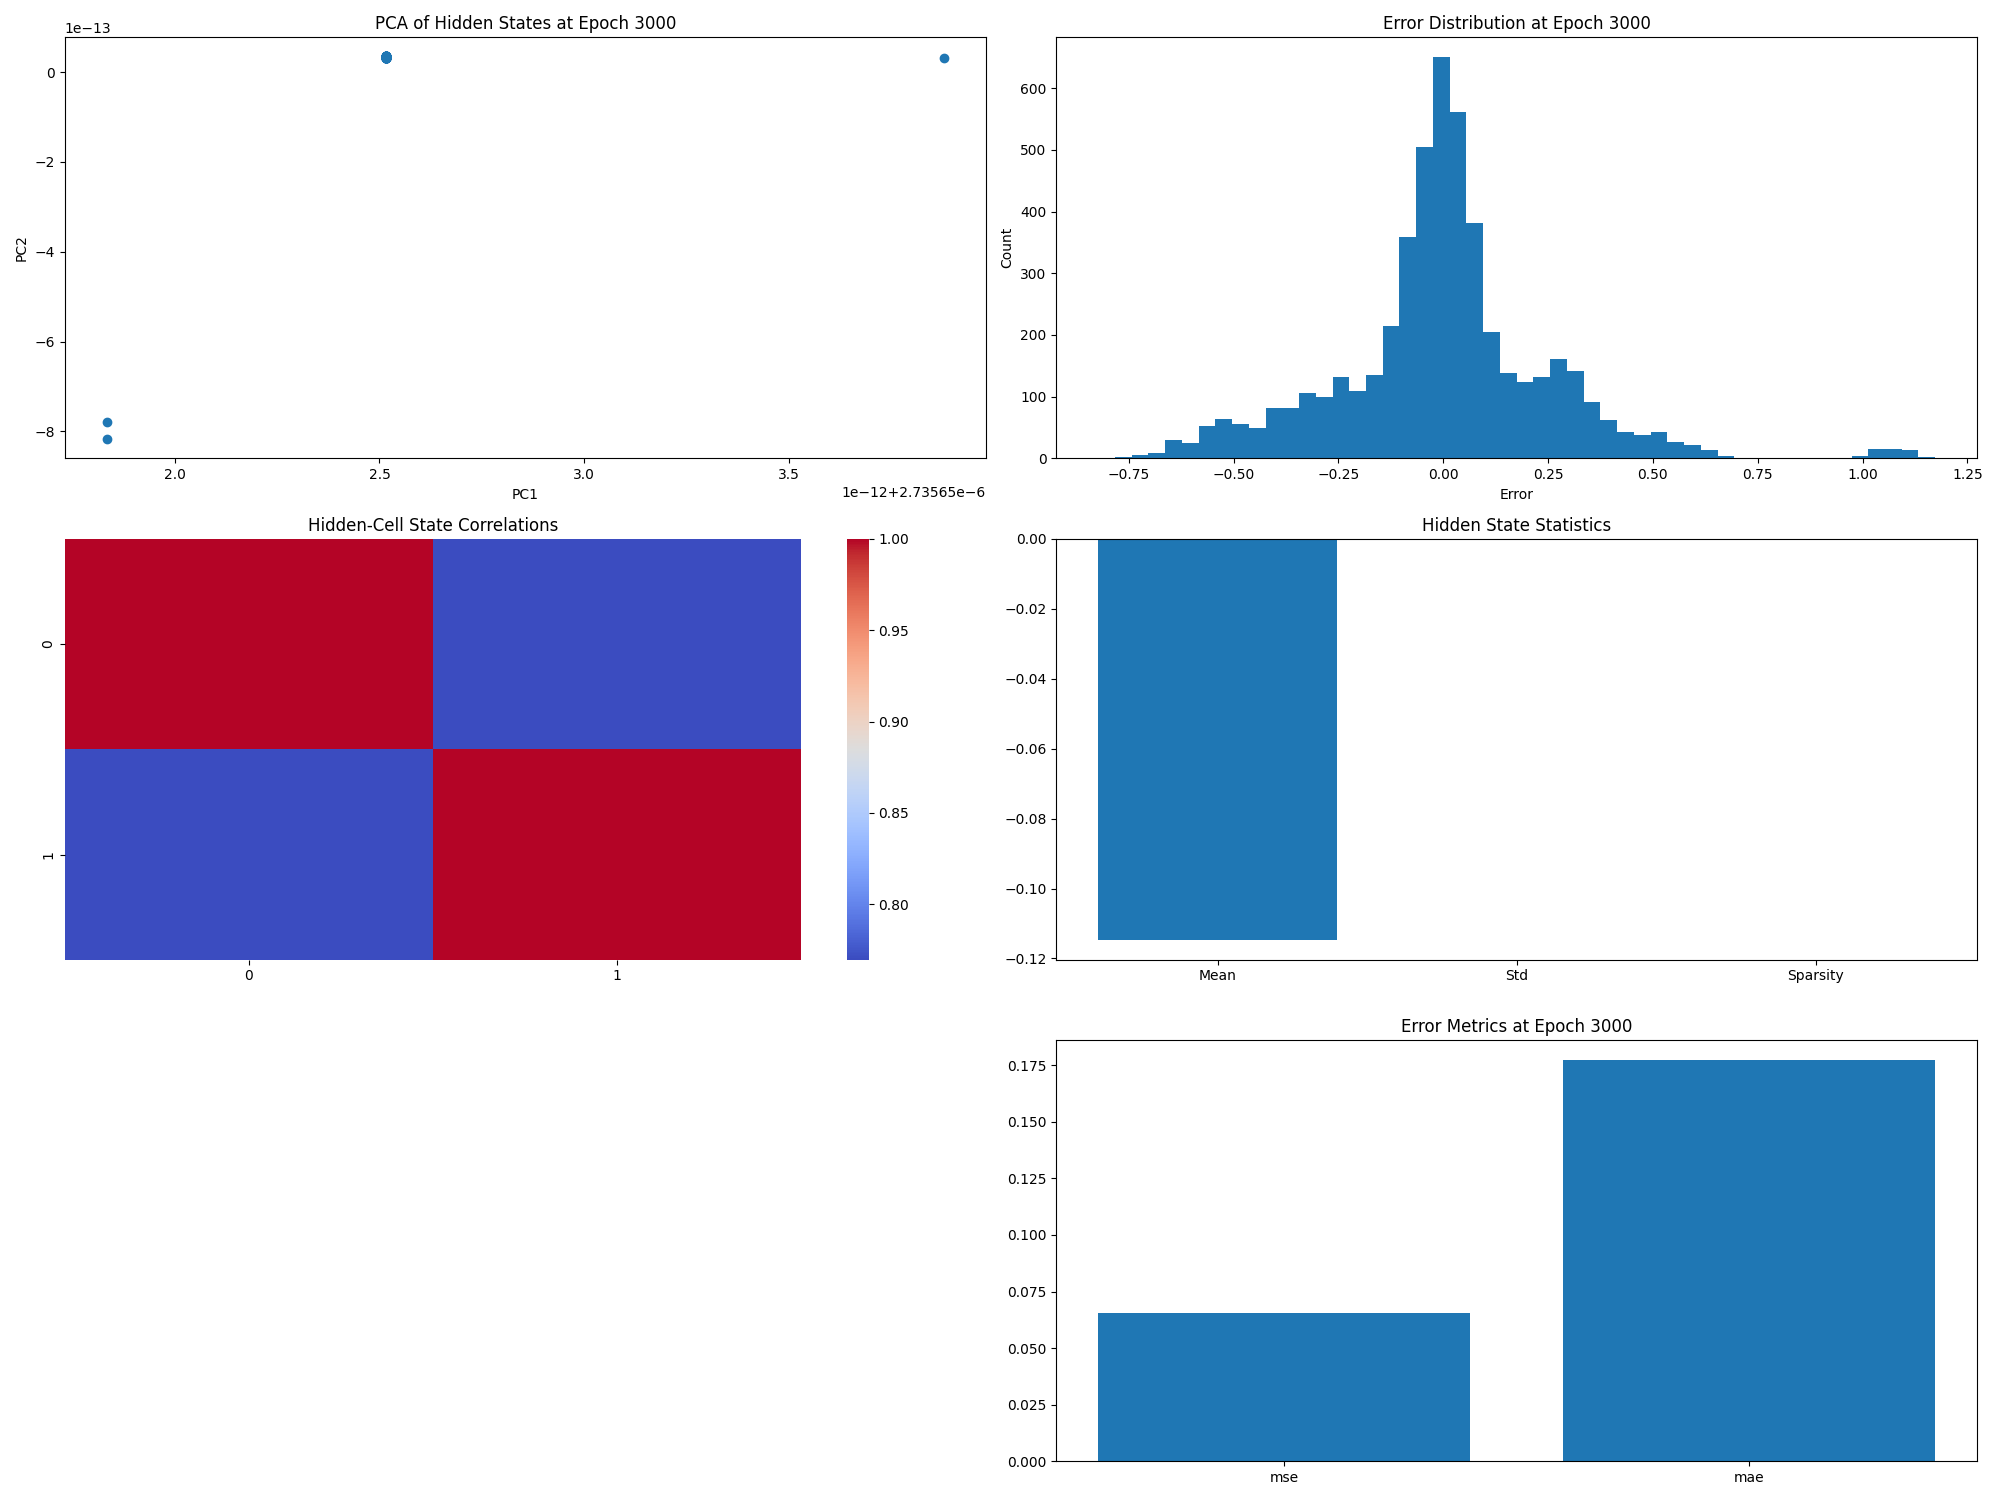 PCA of Hidden States at Epoch 3000
1e−13
0
−2
−4
−6
−8
PC2
2.0 2.5 3.0 3.5
PC1
1e−12+2.73565e−6
Error Distribution at Epoch 3000
600
500
400
300
200
100
0
Count
−0.75 −0.50 −0.25 0.00 0.25 0.50 0.75 1.00 1.25
Error
Hidden-Cell State Correlations
0
1
0 1
1.00
0.95
0.90
0.85
0.80
Hidden State Statistics
0.00
−0.02
−0.04
−0.06
−0.08
−0.10
−0.12
Mean Std Sparsity
Error Metrics at Epoch 3000
0.175
0.150
0.125
0.100
0.075
0.050
0.025
0.000
mse mae